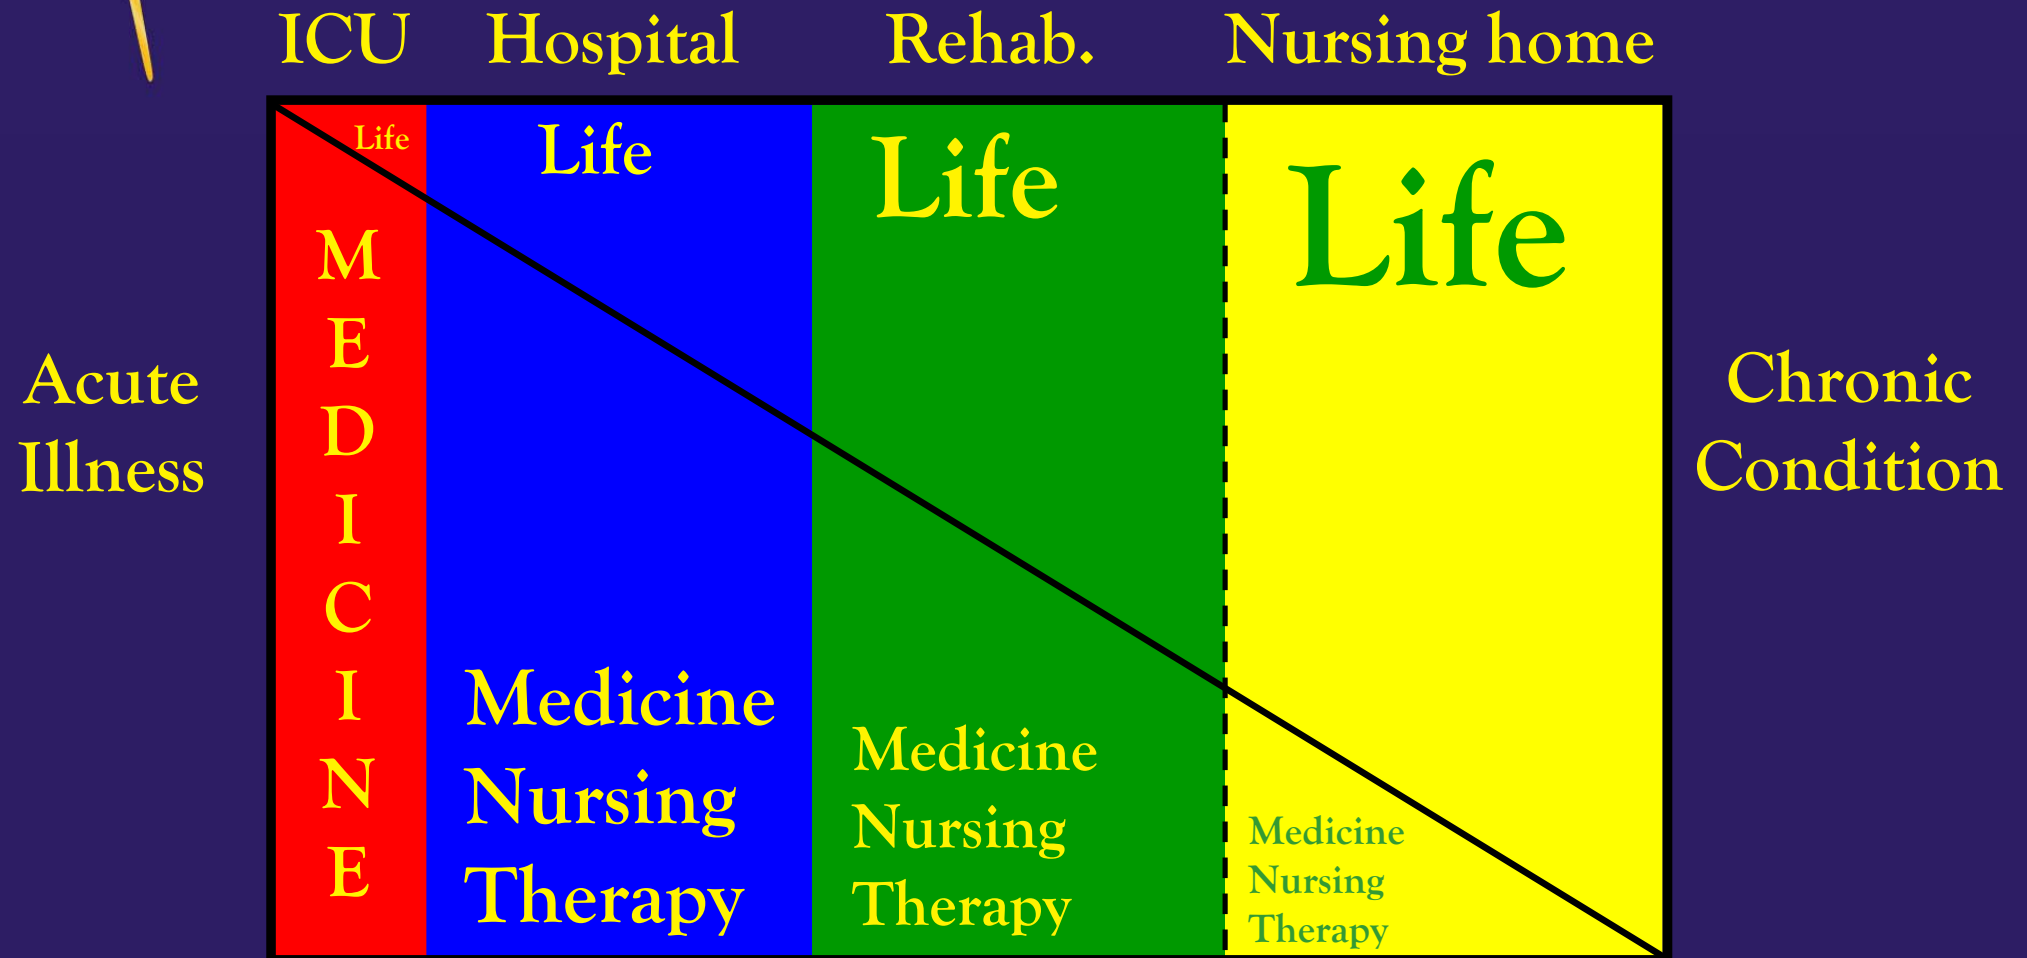 ICU Hospital Rehab. Nursing home
Life
Life
Life
Life
M
E
D
I
C
I
N
E
Acute
Illness
Chronic
Condition
Medicine
Nursing
Therapy
Medicine
Nursing
Therapy
Medicine
Nursing
Therapy